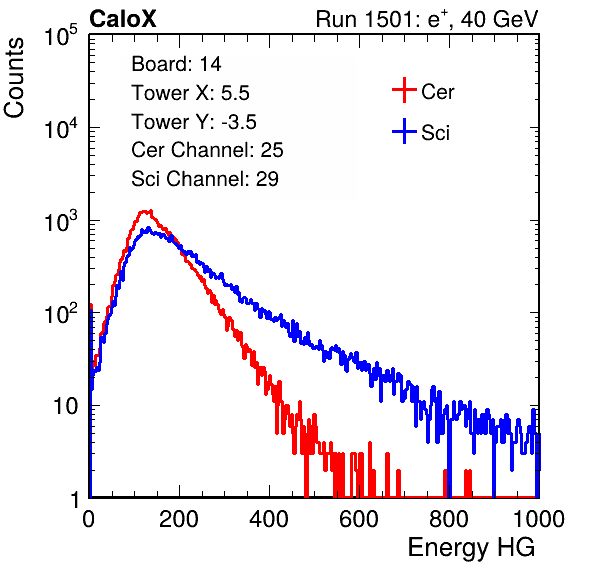 CaloX Run 1501: e⁺, 40 GeV
Counts
10⁵
10⁴
10³
10²
10
1
Board: 14
Tower X: 5.5
Tower Y: -3.5
Cer Channel: 25
Sci Channel: 29
Cer
Sci
0 200 400 600 800 1000
Energy HG